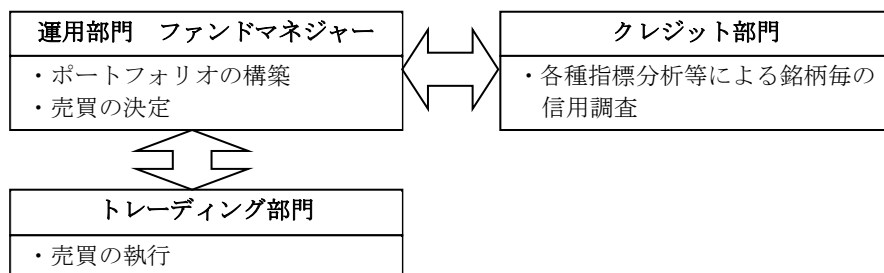 運用部門　ファンドマネジャー
・ポートフォリオの構築
・売買の決定
クレジット部門
・各種指標分析等による銘柄毎の
信用調査
トレーディング部門
・売買の執行